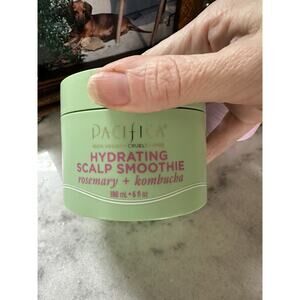 PACIFICA
100% VEGAN + CRUELTY-FREE
HYDRATING
SCALP SMOOTHIE
rosemary + kombucha
180 mL • 6 fl oz